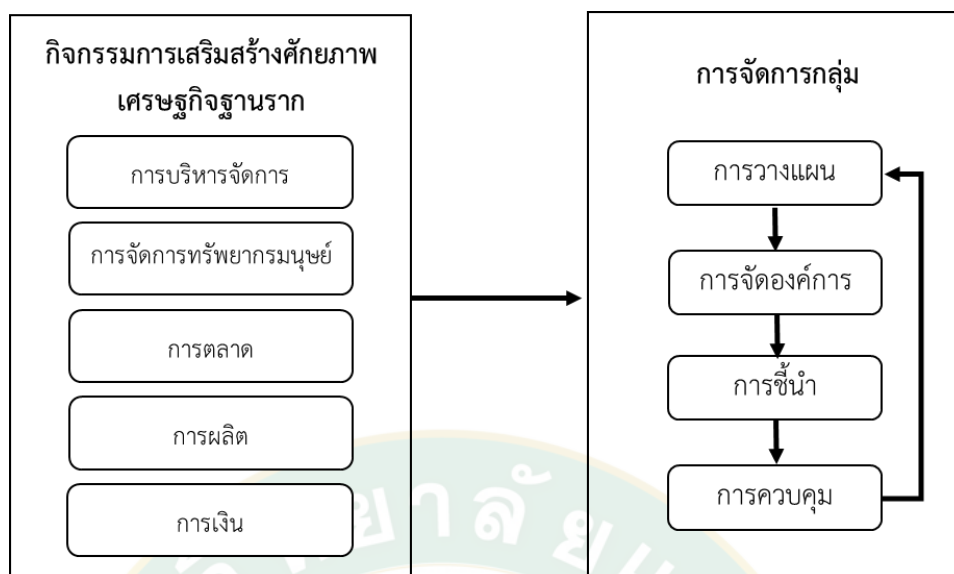 กิจกรรมการเสริมสร้างศักยภาพ
เศรษฐกิจฐานราก
การบริหารจัดการ
การจัดการทรัพยากรมนุษย์
การตลาด
การผลิต
การเงิน
การจัดการกลุ่ม
การวางแผน
การจัดองค์การ
การชี้นำ
การควบคุม